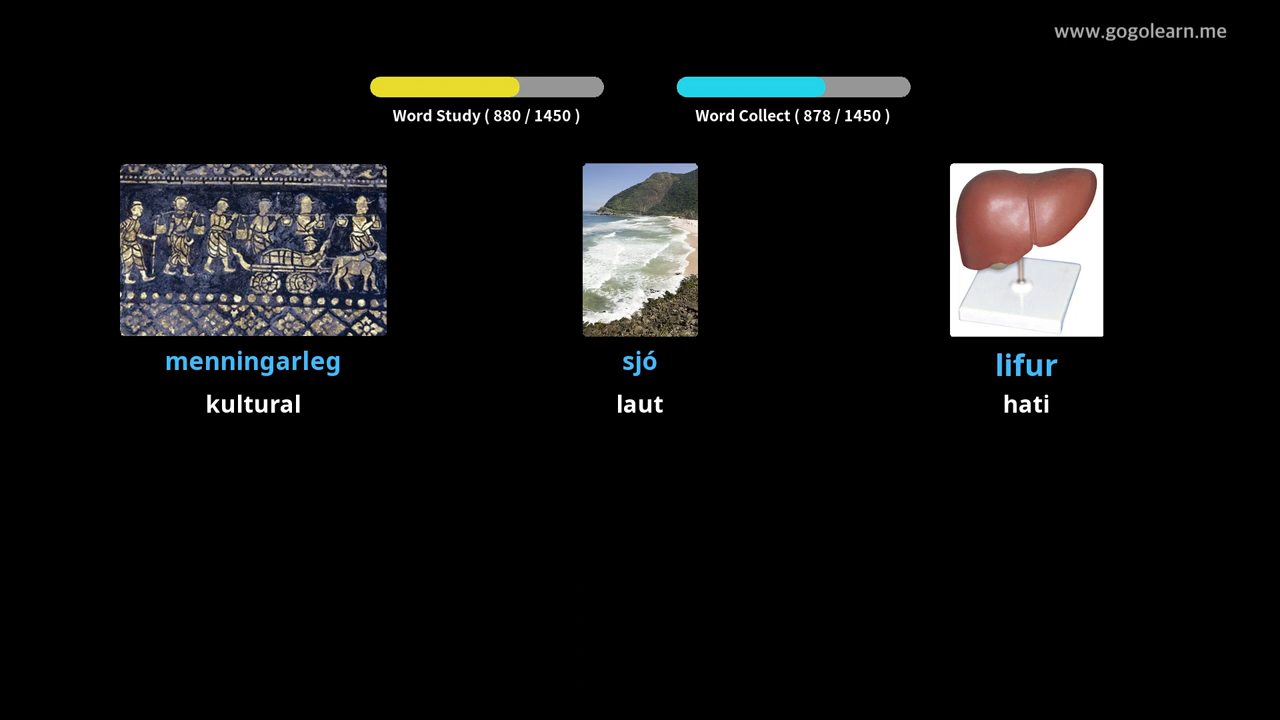 www.gogolearn.me
Word Study ( 880 / 1450 )
Word Collect ( 878 / 1450 )
menningarleg
kultural
sjó
laut
lifur
hati